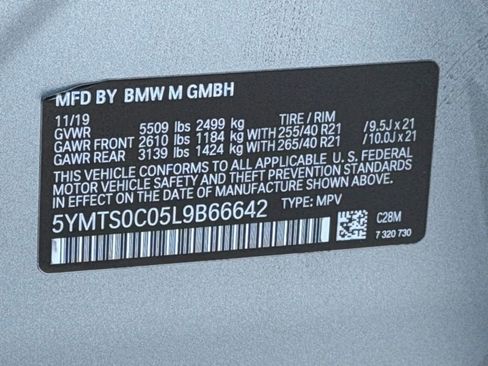 MFD BY BMW M GMBH
11/19
GVWR 5509 lbs 2499 kg TIRE / RIM
GAWR FRONT 2610 lbs 1184 kg WITH 255/40 R21 /9.5J x 21
GAWR REAR 3139 lbs 1424 kg WITH 265/40 R21 /10.0J x 21
THIS VEHICLE CONFORMS TO ALL APPLICABLE U.S. FEDERAL
MOTOR VEHICLE SAFETY AND THEFT PREVENTION STANDARDS
IN EFFECT ON THE DATE OF MANUFACTURE SHOWN ABOVE.
5YMTS0C05L9B66642 TYPE: MPV
C28M
7 320 730